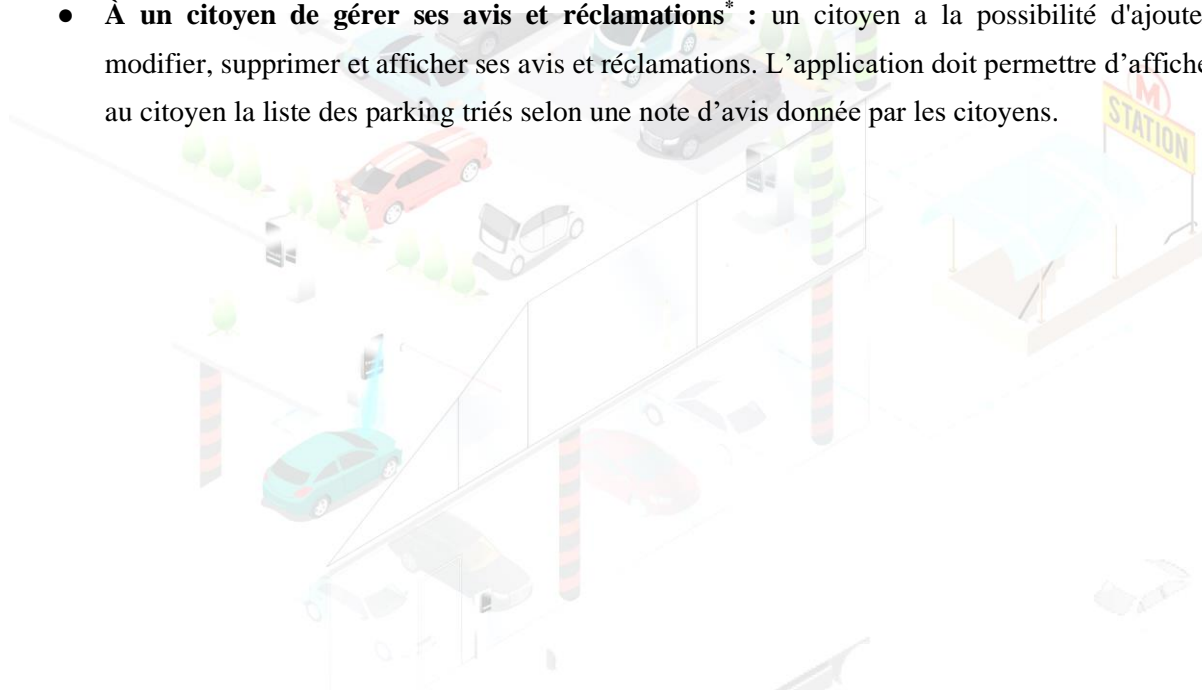 ● À un citoyen de gérer ses avis et réclamations* : un citoyen a la possibilité d'ajoute
modifier, supprimer et afficher ses avis et réclamations. L’application doit permettre d’affiche
au citoyen la liste des parking triés selon une note d’avis donnée par les citoyens.
M
STATION